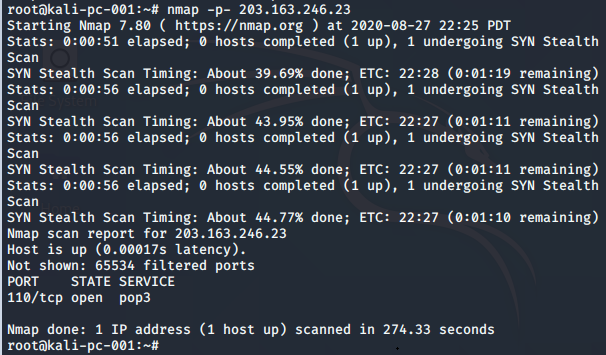 root@kali-pc-001:~# nmap -p- 203.163.246.23
Starting Nmap 7.80 ( https://nmap.org ) at 2020-08-27 22:25 PDT
Stats: 0:00:51 elapsed; 0 hosts completed (1 up), 1 undergoing SYN Stealth
Scan
SYN Stealth Scan Timing: About 39.69% done; ETC: 22:28 (0:01:19 remaining)
Stats: 0:00:56 elapsed; 0 hosts completed (1 up), 1 undergoing SYN Stealth
Scan
SYN Stealth Scan Timing: About 43.95% done; ETC: 22:27 (0:01:11 remaining)
Stats: 0:00:56 elapsed; 0 hosts completed (1 up), 1 undergoing SYN Stealth
Scan
SYN Stealth Scan Timing: About 44.55% done; ETC: 22:27 (0:01:11 remaining)
Stats: 0:00:56 elapsed; 0 hosts completed (1 up), 1 undergoing SYN Stealth
Scan
SYN Stealth Scan Timing: About 44.77% done; ETC: 22:27 (0:01:10 remaining)
Nmap scan report for 203.163.246.23
Host is up (0.00017s latency).
Not shown: 65534 filtered ports
PORT    STATE SERVICE
110/tcp open  pop3
Nmap done: 1 IP address (1 host up) scanned in 274.33 seconds
root@kali-pc-001:~#